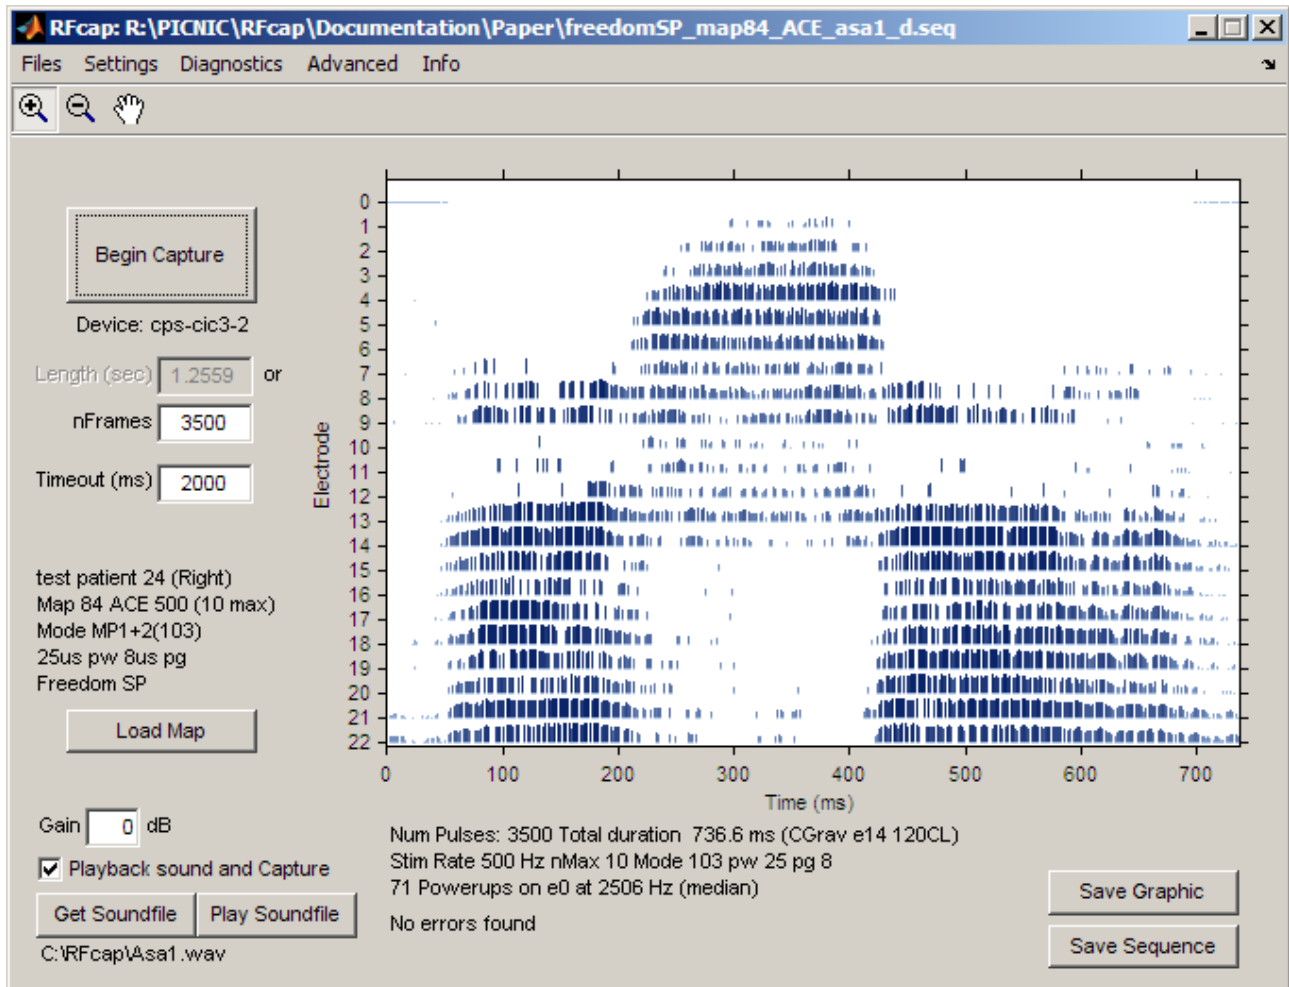 RFcap: R:\PICNIC\RFcap\Documentation\Paper\freedomSP_map84_ACE_asa1_d.seq
Files Settings Diagnostics Advanced Info
Begin Capture
Device: cps-cic3-2
Length (sec) 1.2559 or
nFrames 3500
Timeout (ms) 2000
test patient 24 (Right)
Map 84 ACE 500 (10 max)
Mode MP1+2(103)
25us pw 8us pg
Freedom SP
Load Map
Gain 0 dB
Playback sound and Capture
Get Soundfile Play Soundfile
C:\RFcap\Asa1.wav
Electrode
0
1
2
3
4
5
6
7
8
9
10
11
12
13
14
15
16
17
18
19
20
21
22
0 100 200 300 400 500 600 700
Time (ms)
Num Pulses: 3500 Total duration 736.6 ms (CGrav e14 120CL)
Stim Rate 500 Hz nMax 10 Mode 103 pw 25 pg 8
71 Powerups on e0 at 2506 Hz (median)
No errors found
Save Graphic
Save Sequence